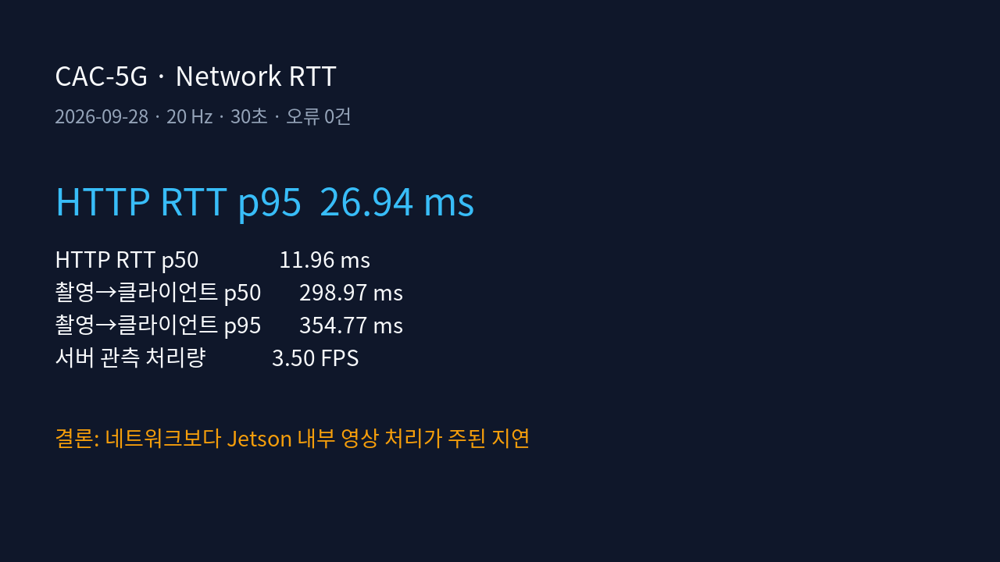 CAC-5G · Network RTT
2026-09-28 · 20 Hz · 30초 · 오류 0건
HTTP RTT p95 26.94 ms
HTTP RTT p50 11.96 ms
촬영→클라이언트 p50 298.97 ms
촬영→클라이언트 p95 354.77 ms
서버 관측 처리량 3.50 FPS
결론: 네트워크보다 Jetson 내부 영상 처리가 주된 지연